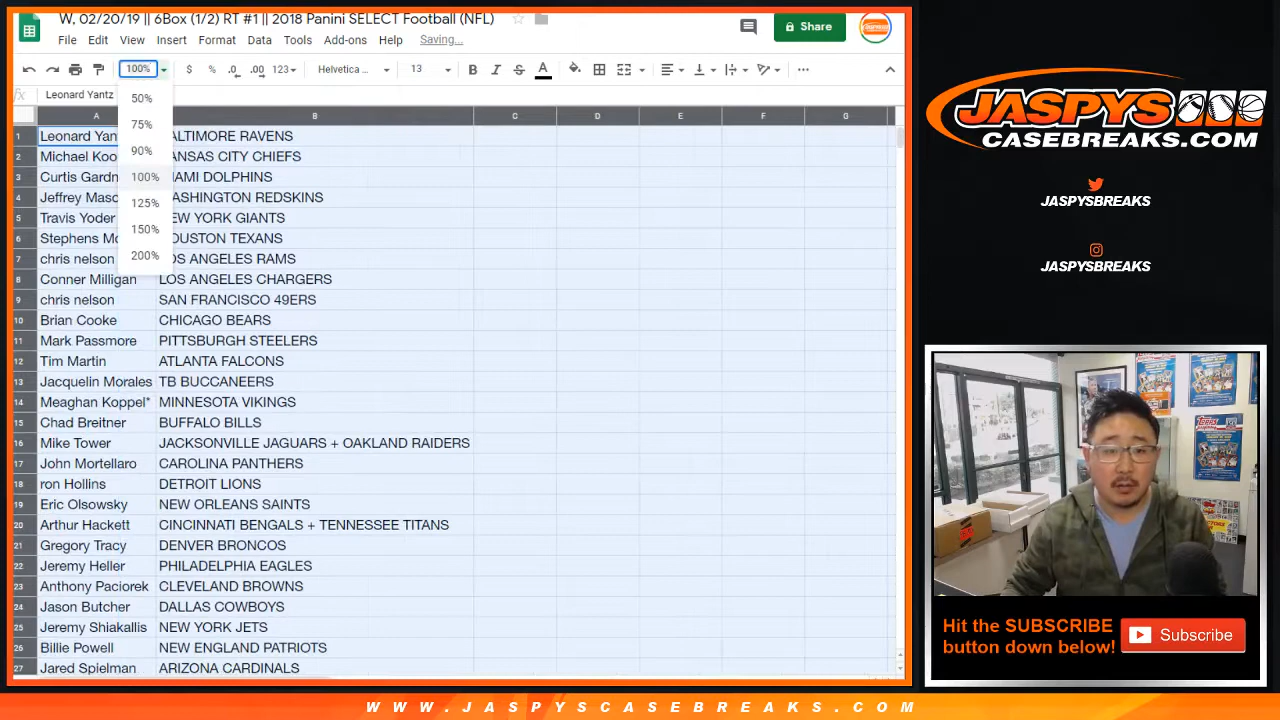 W, 02/20/19 || 6Box (1/2) RT #1 || 2018 Panini SELECT Football (NFL)
File Edit View Insert Format Data Tools Add-ons Help Saving...
Share
100% $ % .0 .00 123 Helvetica ... 13 B I S A
fx Leonard Yantz
50%
75%
90%
100%
125%
150%
200%
A B C D E F G
1 Leonard Yan ALTIMORE RAVENS
2 Michael Koo ANSAS CITY CHIEFS
3 Curtis Gardn IAMI DOLPHINS
4 Jeffrey Maso ASHINGTON REDSKINS
5 Travis Yoder EW YORK GIANTS
6 Stephens Mc OUSTON TEXANS
7 chris nelson OS ANGELES RAMS
8 Conner Milligan LOS ANGELES CHARGERS
9 chris nelson SAN FRANCISCO 49ERS
10 Brian Cooke CHICAGO BEARS
11 Mark Passmore PITTSBURGH STEELERS
12 Tim Martin ATLANTA FALCONS
13 Jacquelin Morales TB BUCCANEERS
14 Meaghan Koppel* MINNESOTA VIKINGS
15 Chad Breitner BUFFALO BILLS
16 Mike Tower JACKSONVILLE JAGUARS + OAKLAND RAIDERS
17 John Mortellaro CAROLINA PANTHERS
18 ron Hollins DETROIT LIONS
19 Eric Olsowsky NEW ORLEANS SAINTS
20 Arthur Hackett CINCINNATI BENGALS + TENNESSEE TITANS
21 Gregory Tracy DENVER BRONCOS
22 Jeremy Heller PHILADELPHIA EAGLES
23 Anthony Paciorek CLEVELAND BROWNS
24 Jason Butcher DALLAS COWBOYS
25 Jeremy Shiakallis NEW YORK JETS
26 Billie Powell NEW ENGLAND PATRIOTS
27 Jared Spielman ARIZONA CARDINALS
JASPYS
CASEBREAKS.COM
JASPYSBREAKS
JASPYSBREAKS
Hit the SUBSCRIBE
button down below!
Subscribe
WWW.JASPYSCASEBREAKS.COM